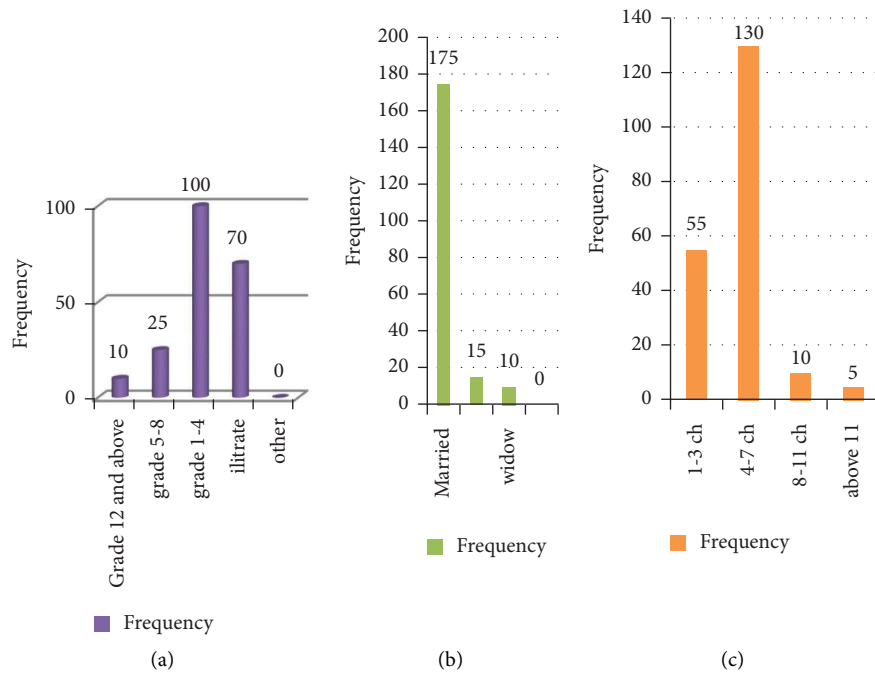 Frequency
100
50
0
10
25
100
70
0
Grade 12 and above
grade 5-8
grade 1-4
ilitrate
other
Frequency
(a)
Frequency
200
180
160
140
120
100
80
60
40
20
0
175
15
10
0
Married
widow
Frequency
(b)
Frequency
140
120
100
80
60
40
20
0
55
130
10
5
1-3 ch
4-7 ch
8-11 ch
above 11
Frequency
(c)